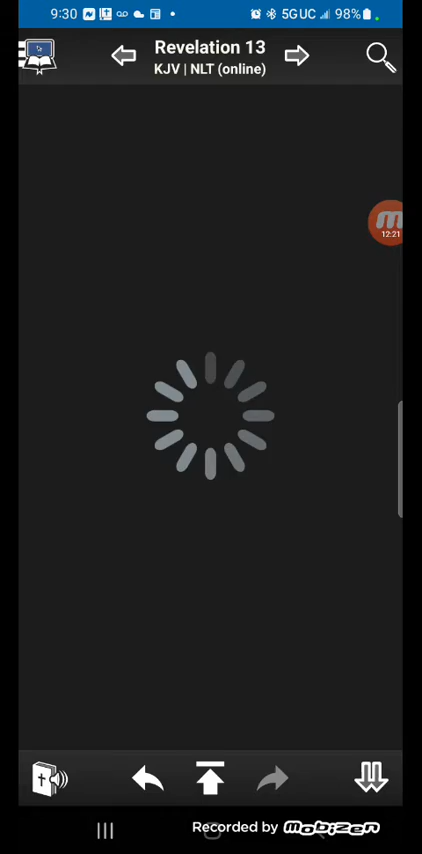 9:30 5GUC 98%
Revelation 13
KJV | NLT (online)
12:21
Recorded by mobizen